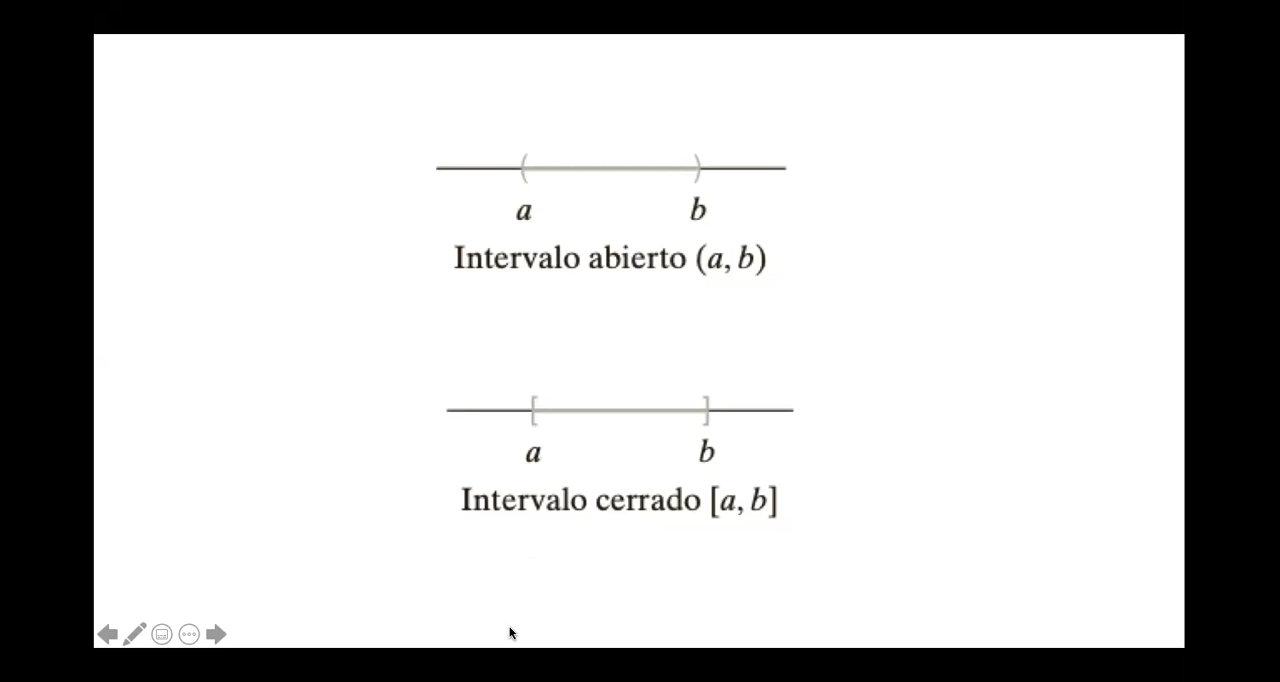 ( )
a b
Intervalo abierto (a, b)
[ ]
a b
Intervalo cerrado [a, b]